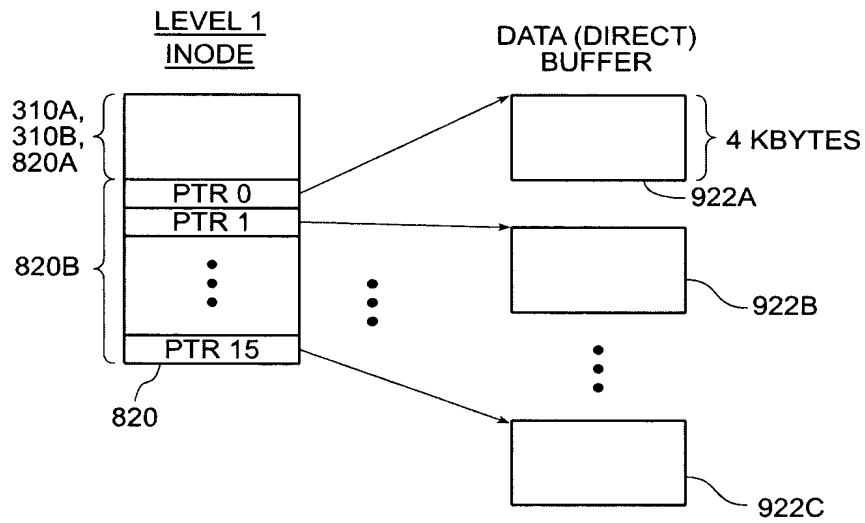 LEVEL 1
INODE
DATA (DIRECT)
BUFFER
310A,
310B,
820A
4 KBYTES
PTR 0
922A
PTR 1
820B
922B
PTR 15
820
922C